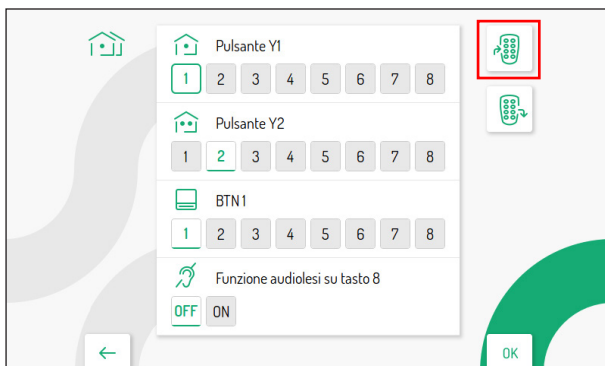 Pulsante Y1
1 2 3 4 5 6 7 8
Pulsante Y2
1 2 3 4 5 6 7 8
BTN 1
1 2 3 4 5 6 7 8
Funzione audiolesi su tasto 8
OFF ON
OK